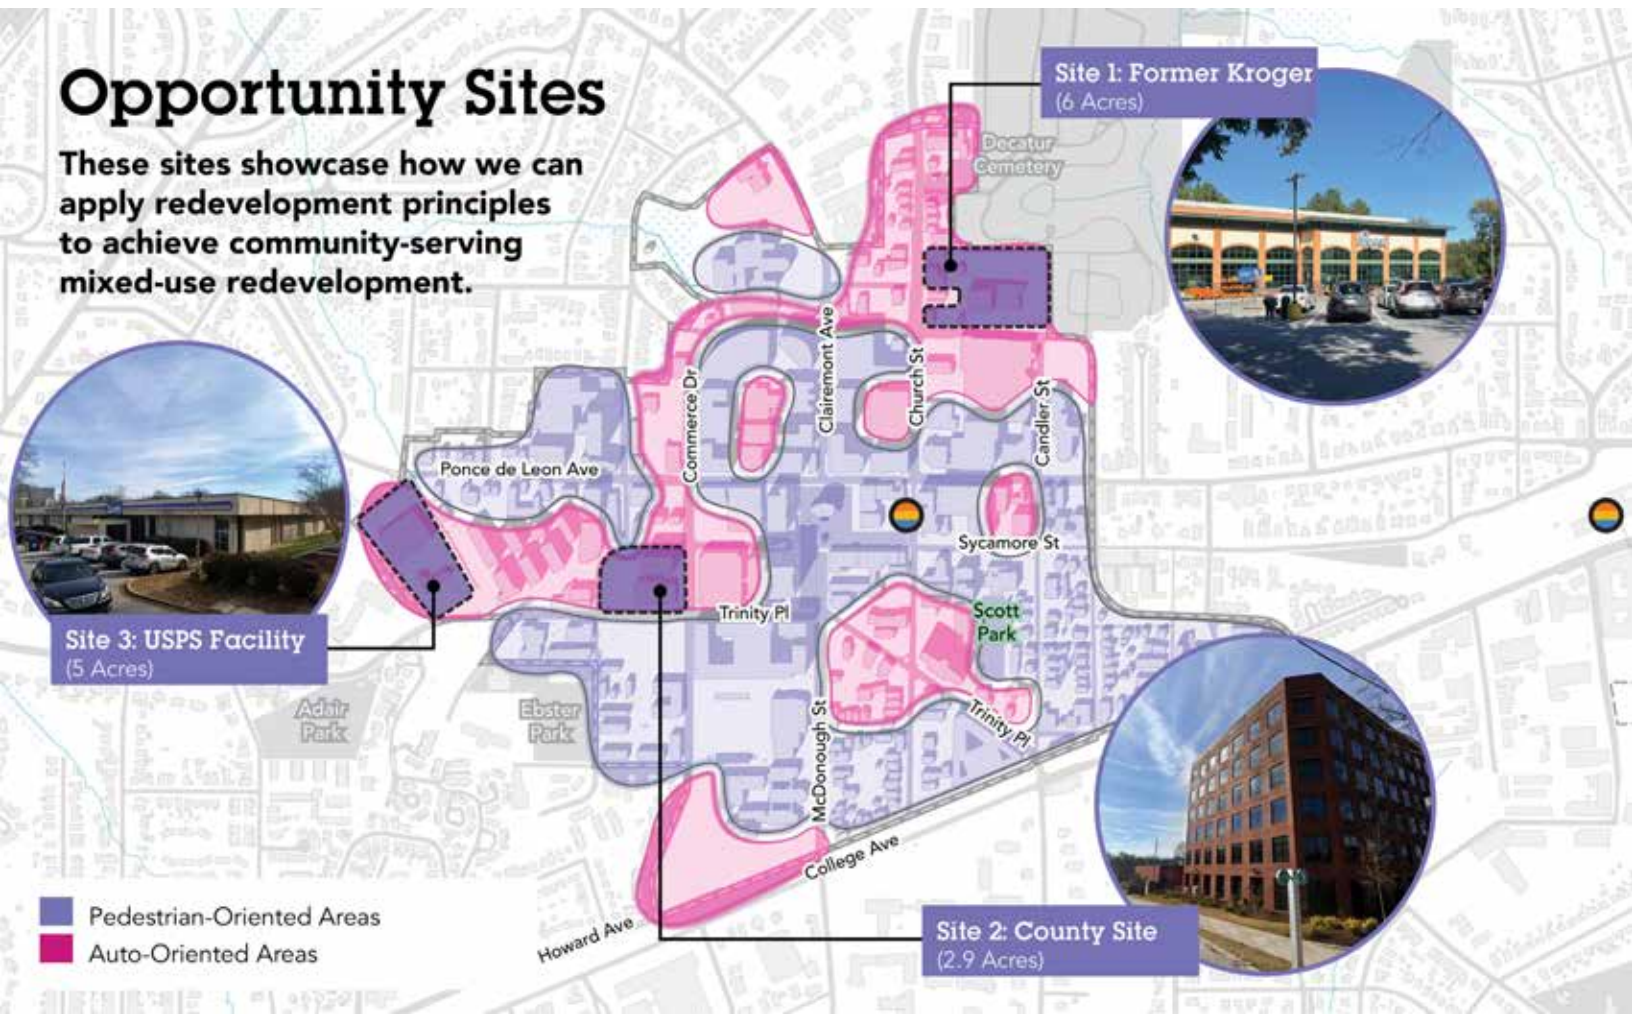 Opportunity Sites
These sites showcase how we can
apply redevelopment principles
to achieve community-serving
mixed-use redevelopment.
Site 1: Former Kroger
(6 Acres)
Decatur
Cemetery
Clairemont Ave
Church St
Commerce Dr
Candler St
Ponce de Leon Ave
Sycamore St
Trinity Pl
Scott
Park
Site 3: USPS Facility
(5 Acres)
Adair
Park
Ebster
Park
McDonough St
Trinity Pl
College Ave
Howard Ave
Pedestrian-Oriented Areas
Auto-Oriented Areas
Site 2: County Site
(2.9 Acres)